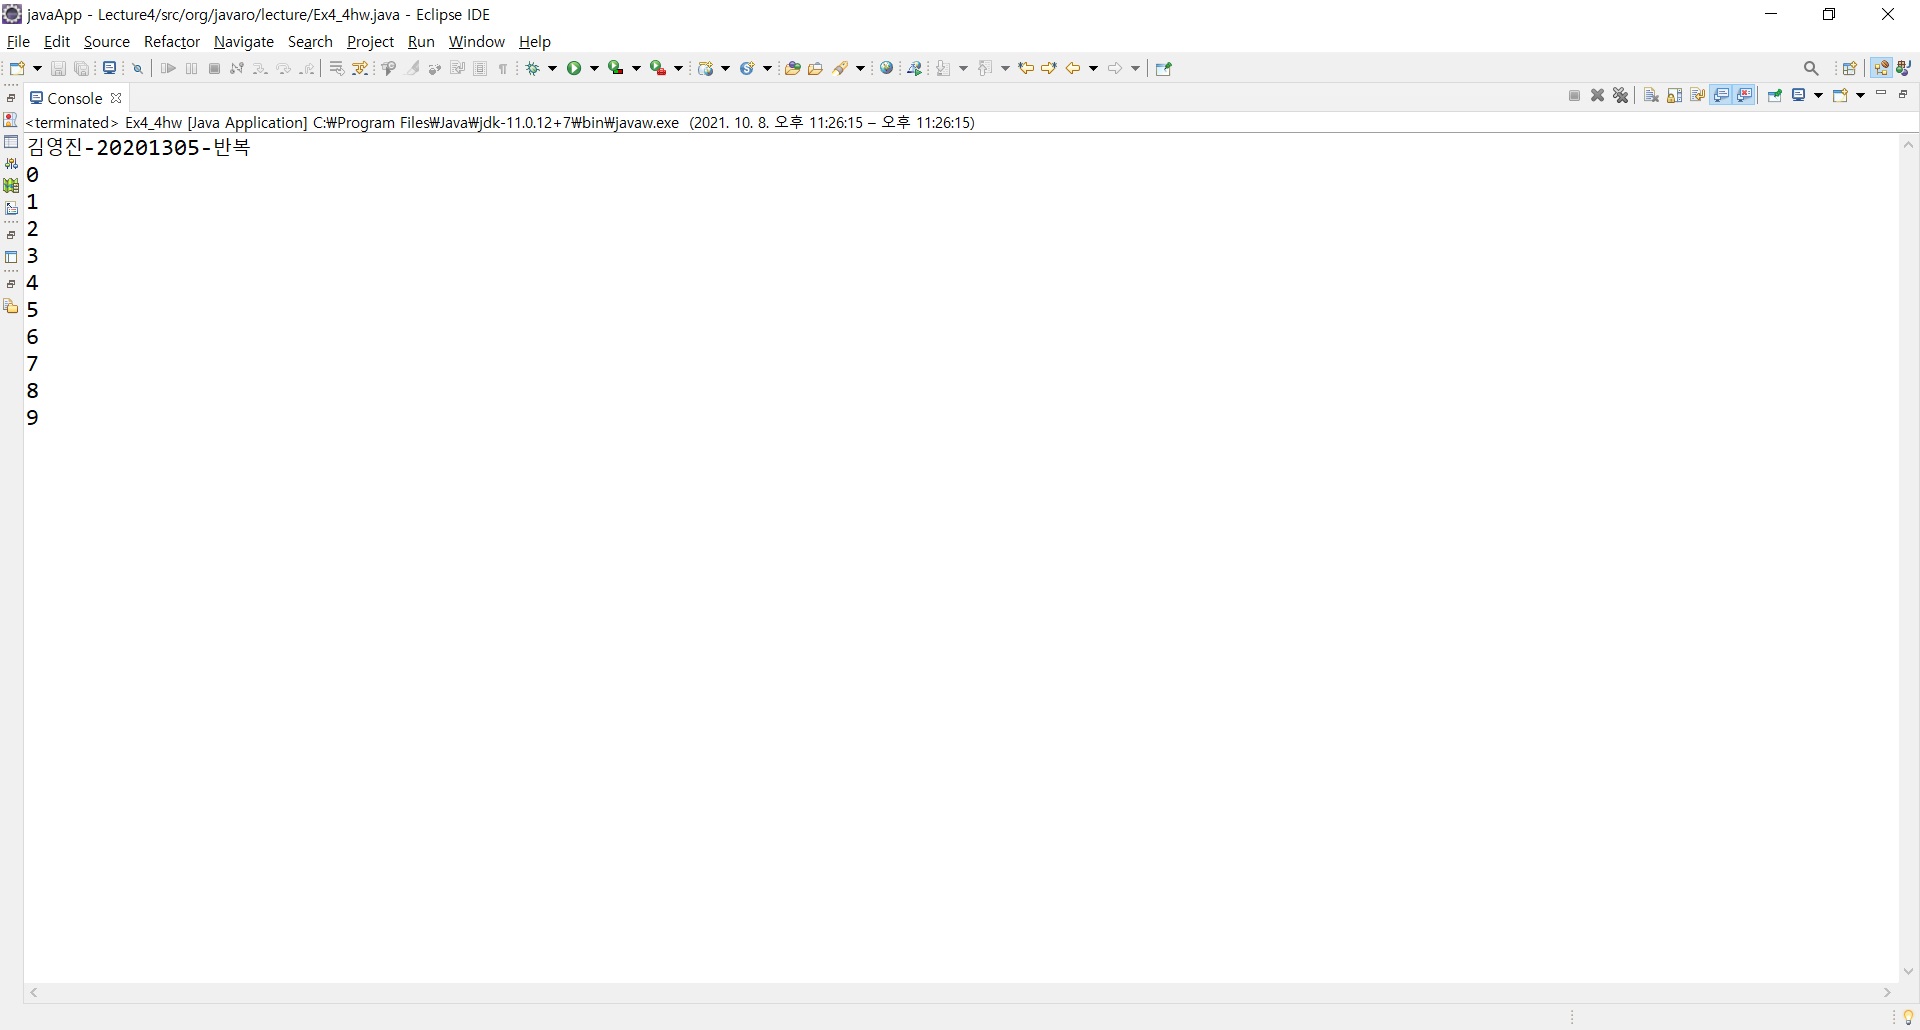 javaApp - Lecture4/src/org/javaro/lecture/Ex4_4hw.java - Eclipse IDE
File Edit Source Refactor Navigate Search Project Run Window Help
Console
<terminated> Ex4_4hw [Java Application] C:₩Program Files₩Java₩jdk-11.0.12+7₩bin₩javaw.exe (2021. 10. 8. 오후 11:26:15 – 오후 11:26:15)
김영진-20201305-반복
0
1
2
3
4
5
6
7
8
9